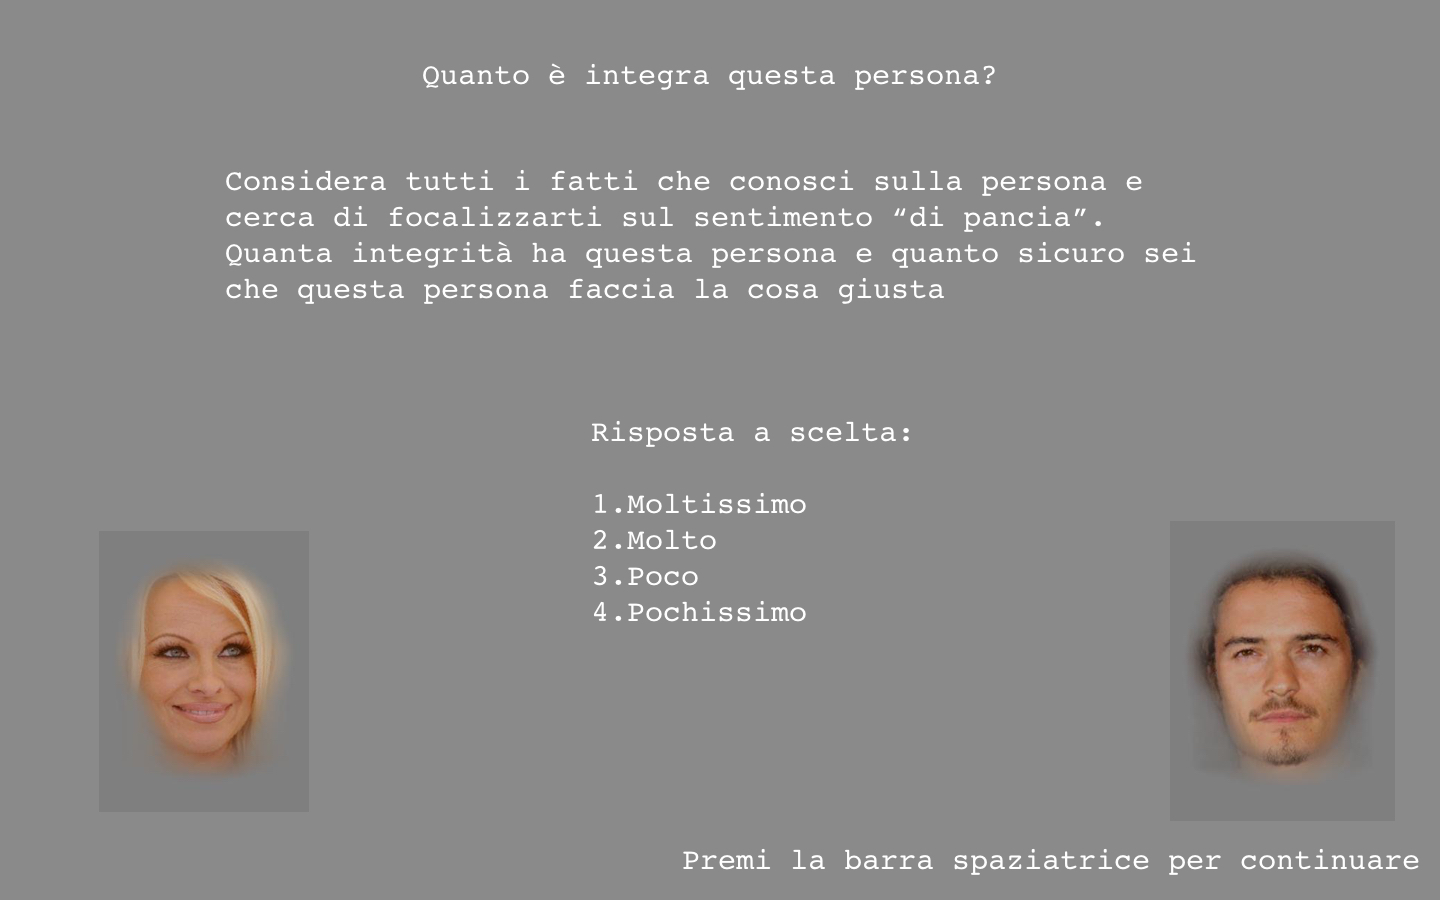 Quanto è integra questa persona?
Considera tutti i fatti che conosci sulla persona e
cerca di focalizzarti sul sentimento “di pancia”.
Quanta integrità ha questa persona e quanto sicuro sei
che questa persona faccia la cosa giusta
Risposta a scelta:
1.Moltissimo
2.Molto
3.Poco
4.Pochissimo
Premi la barra spaziatrice per continuare